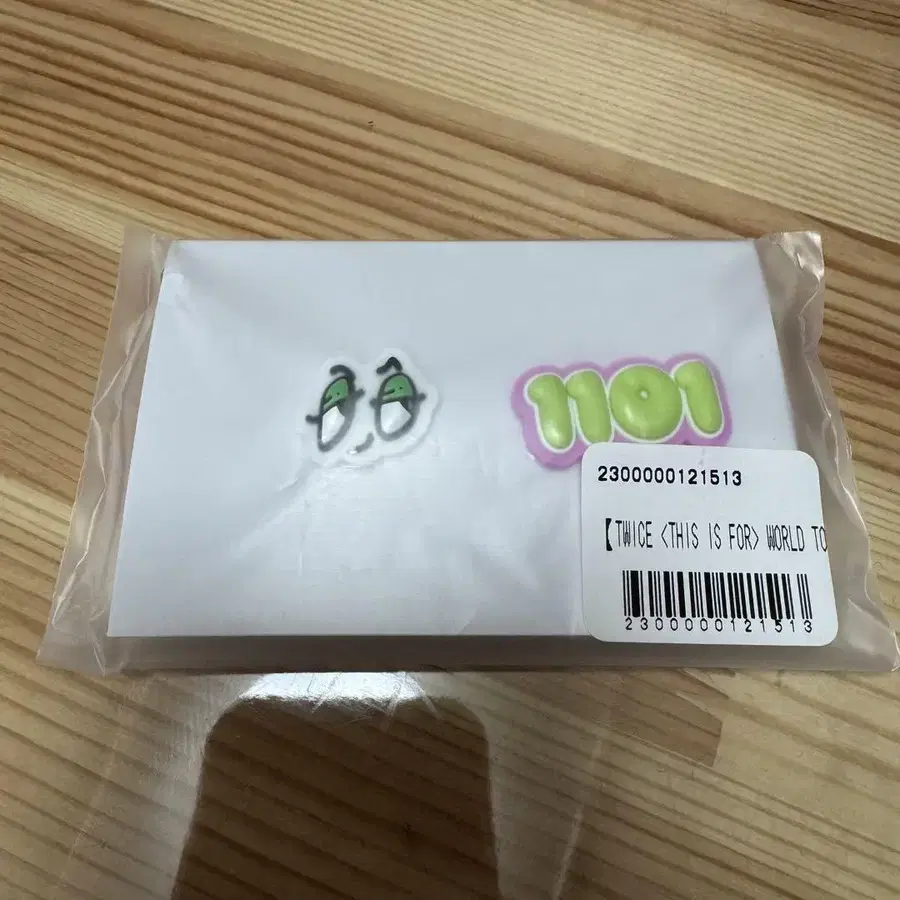 1101
2300000121513
【TWICE <THIS IS FOR> WORLD TO
2300000121513